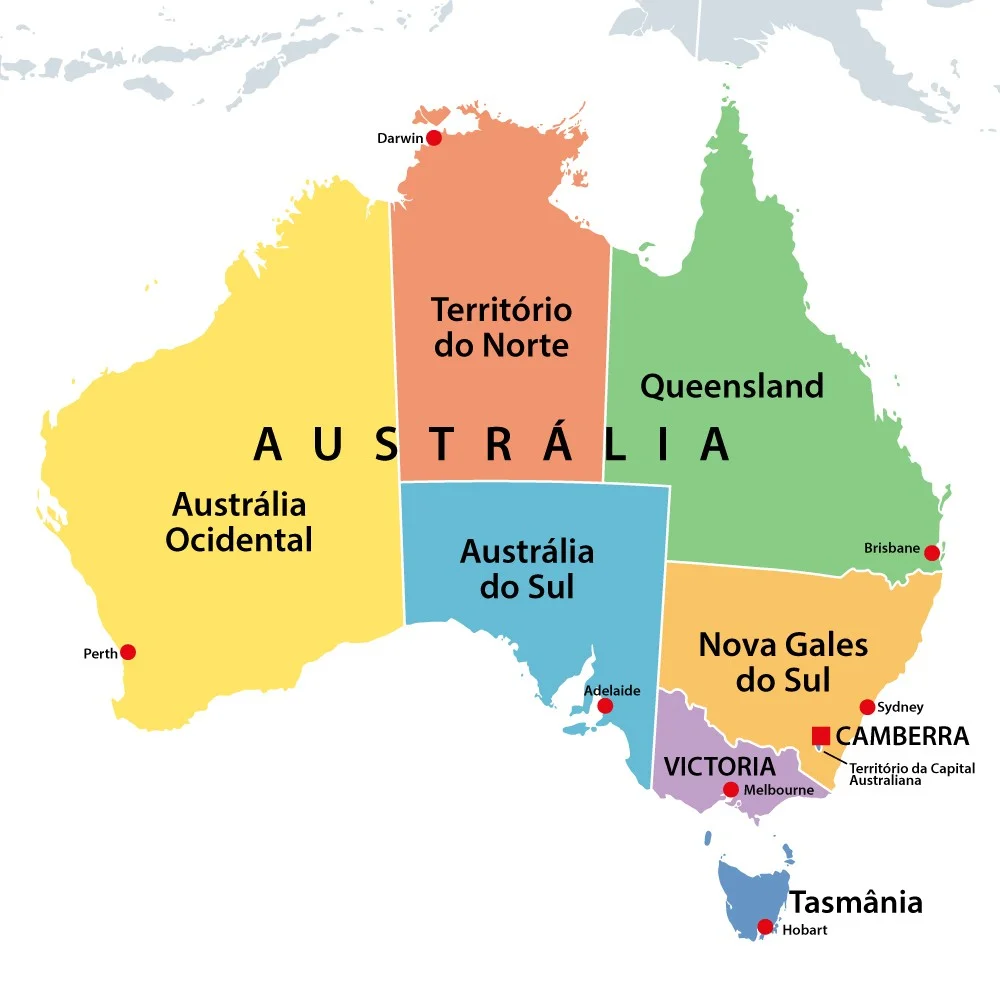 Darwin
Território
do Norte
Queensland
AUSTRÁLIA
Austrália
Ocidental
Austrália
do Sul
Brisbane
Perth
Nova Gales
do Sul
Adelaide
Sydney
CAMBERRA
VICTORIA
Território da Capital
Australiana
Melbourne
Tasmânia
Hobart